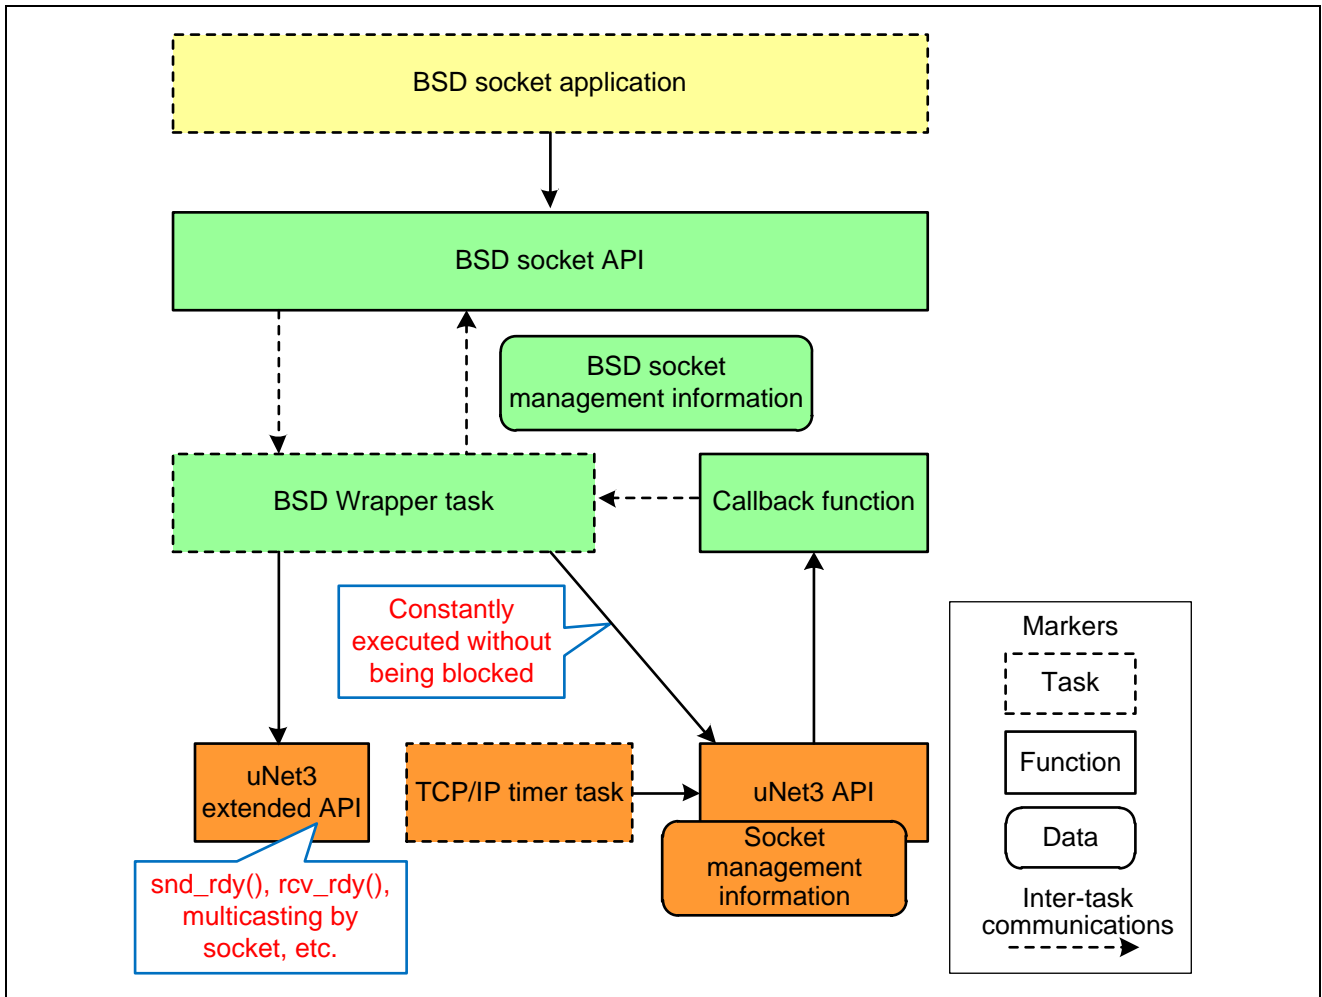 BSD socket application
BSD socket API
BSD socket
management information
BSD Wrapper task
Callback function
Constantly
executed without
being blocked
uNet3
extended API
TCP/IP timer task
uNet3 API
Socket
management
information
snd_rdy(), rcv_rdy(),
multicasting by
socket, etc.
Markers
Task
Function
Data
Inter-task
communications